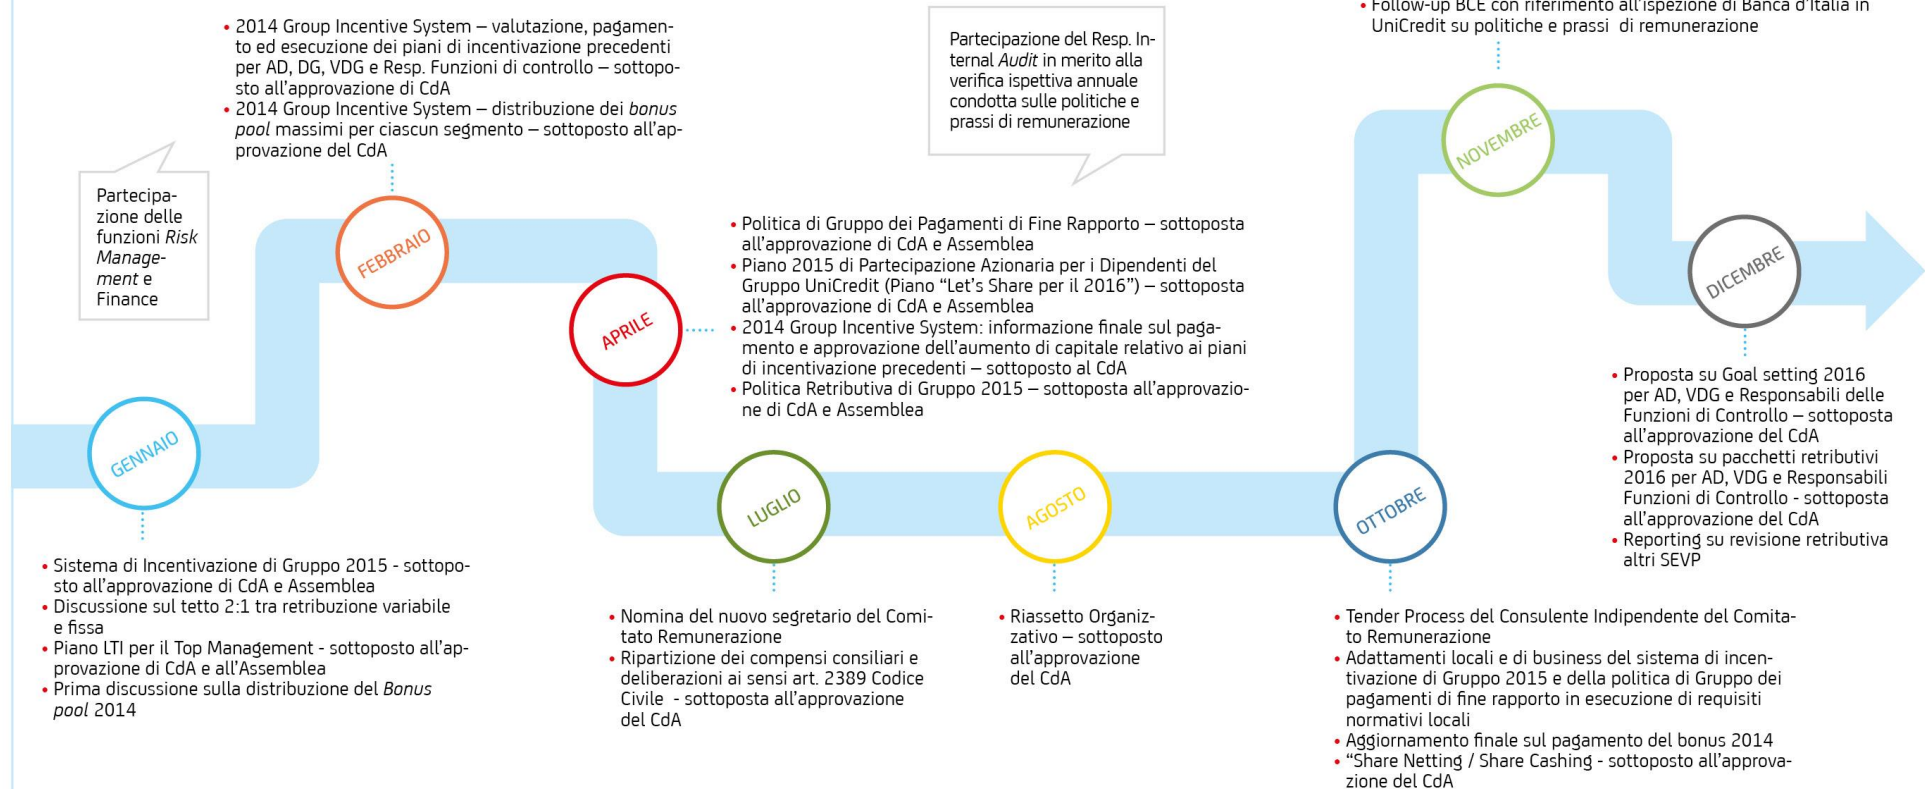 • 2014 Group Incentive System – valutazione, pagamen-
to ed esecuzione dei piani di incentivazione precedenti
per AD, DG, VDG e Resp. Funzioni di controllo – sottopo-
sto all'approvazione di CdA
• 2014 Group Incentive System – distribuzione dei bonus
pool massimi per ciascun segmento – sottoposto all'ap-
provazione del CdA
Partecipazione del Resp. In-
ternal Audit in merito alla
verifica ispettiva annuale
condotta sulle politiche e
prassi di remunerazione
• Follow-up BCE con riferimento all'ispezione di Banca d'Italia in
UniCredit su politiche e prassi di remunerazione
Partecipa-
zione delle
funzioni Risk
Manage-
ment e
Finance
GENNAIO
FEBBRAIO
APRILE
LUGLIO
AGOSTO
OTTOBRE
NOVEMBRE
DICEMBRE
• Politica di Gruppo dei Pagamenti di Fine Rapporto – sottoposta
all'approvazione di CdA e Assemblea
• Piano 2015 di Partecipazione Azionaria per i Dipendenti del
Gruppo UniCredit (Piano “Let's Share per il 2016”) – sottoposta
all'approvazione di CdA e Assemblea
• 2014 Group Incentive System: informazione finale sul paga-
mento e approvazione dell'aumento di capitale relativo ai piani
di incentivazione precedenti – sottoposto al CdA
• Politica Retributiva di Gruppo 2015 – sottoposta all'approvazio-
ne di CdA e Assemblea
• Sistema di Incentivazione di Gruppo 2015 - sottopo-
sto all'approvazione di CdA e Assemblea
• Discussione sul tetto 2:1 tra retribuzione variabile
e fissa
• Piano LTI per il Top Management - sottoposto all'ap-
provazione di CdA e all'Assemblea
• Prima discussione sulla distribuzione del Bonus
pool 2014
• Nomina del nuovo segretario del Comi-
tato Remunerazione
• Ripartizione dei compensi consiliari e
deliberazioni ai sensi art. 2389 Codice
Civile - sottoposta all'approvazione
del CdA
• Riassetto Organiz-
zativo – sottoposto
all'approvazione
del CdA
• Tender Process del Consulente Indipendente del Comita-
to Remunerazione
• Adattamenti locali e di business del sistema di incen-
tivazione di Gruppo 2015 e della politica di Gruppo dei
pagamenti di fine rapporto in esecuzione di requisiti
normativi locali
• Aggiornamento finale sul pagamento del bonus 2014
• “Share Netting / Share Cashing - sottoposto all'approva-
zione del CdA
• Proposta su Goal setting 2016
per AD, VDG e Responsabili delle
Funzioni di Controllo – sottoposta
all'approvazione del CdA
• Proposta su pacchetti retributivi
2016 per AD, VDG e Responsabili
Funzioni di Controllo - sottoposta
all'approvazione del CdA
• Reporting su revisione retributiva
altri SEVP